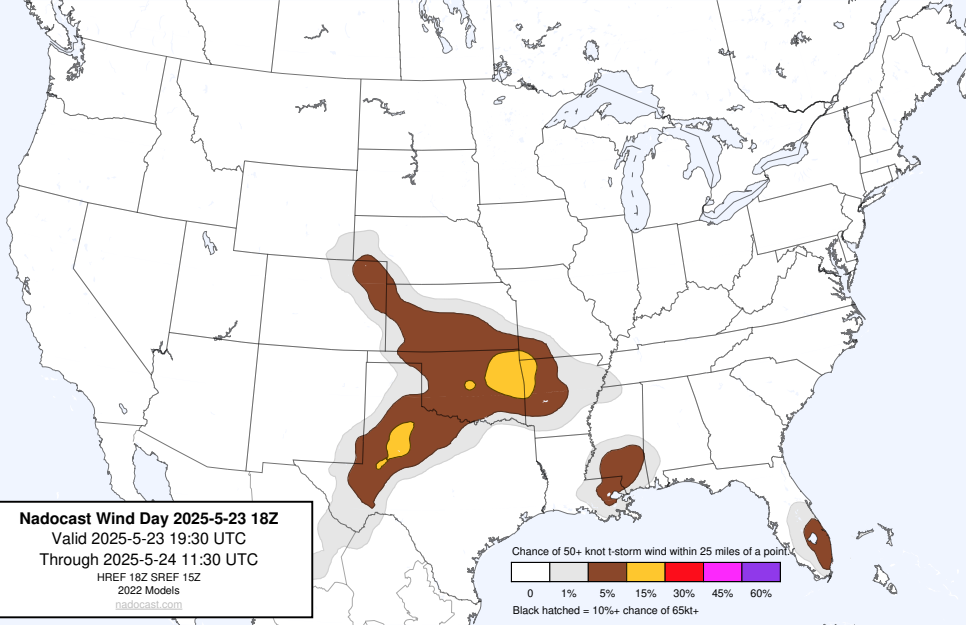 Nadocast Wind Day 2025-5-23 18Z
Valid 2025-5-23 19:30 UTC
Through 2025-5-24 11:30 UTC
HREF 18Z SREF 15Z
2022 Models
nadocast.com
Chance of 50+ knot t-storm wind within 25 miles of a point.
0 1% 5% 15% 30% 45% 60%
Black hatched = 10%+ chance of 65kt+